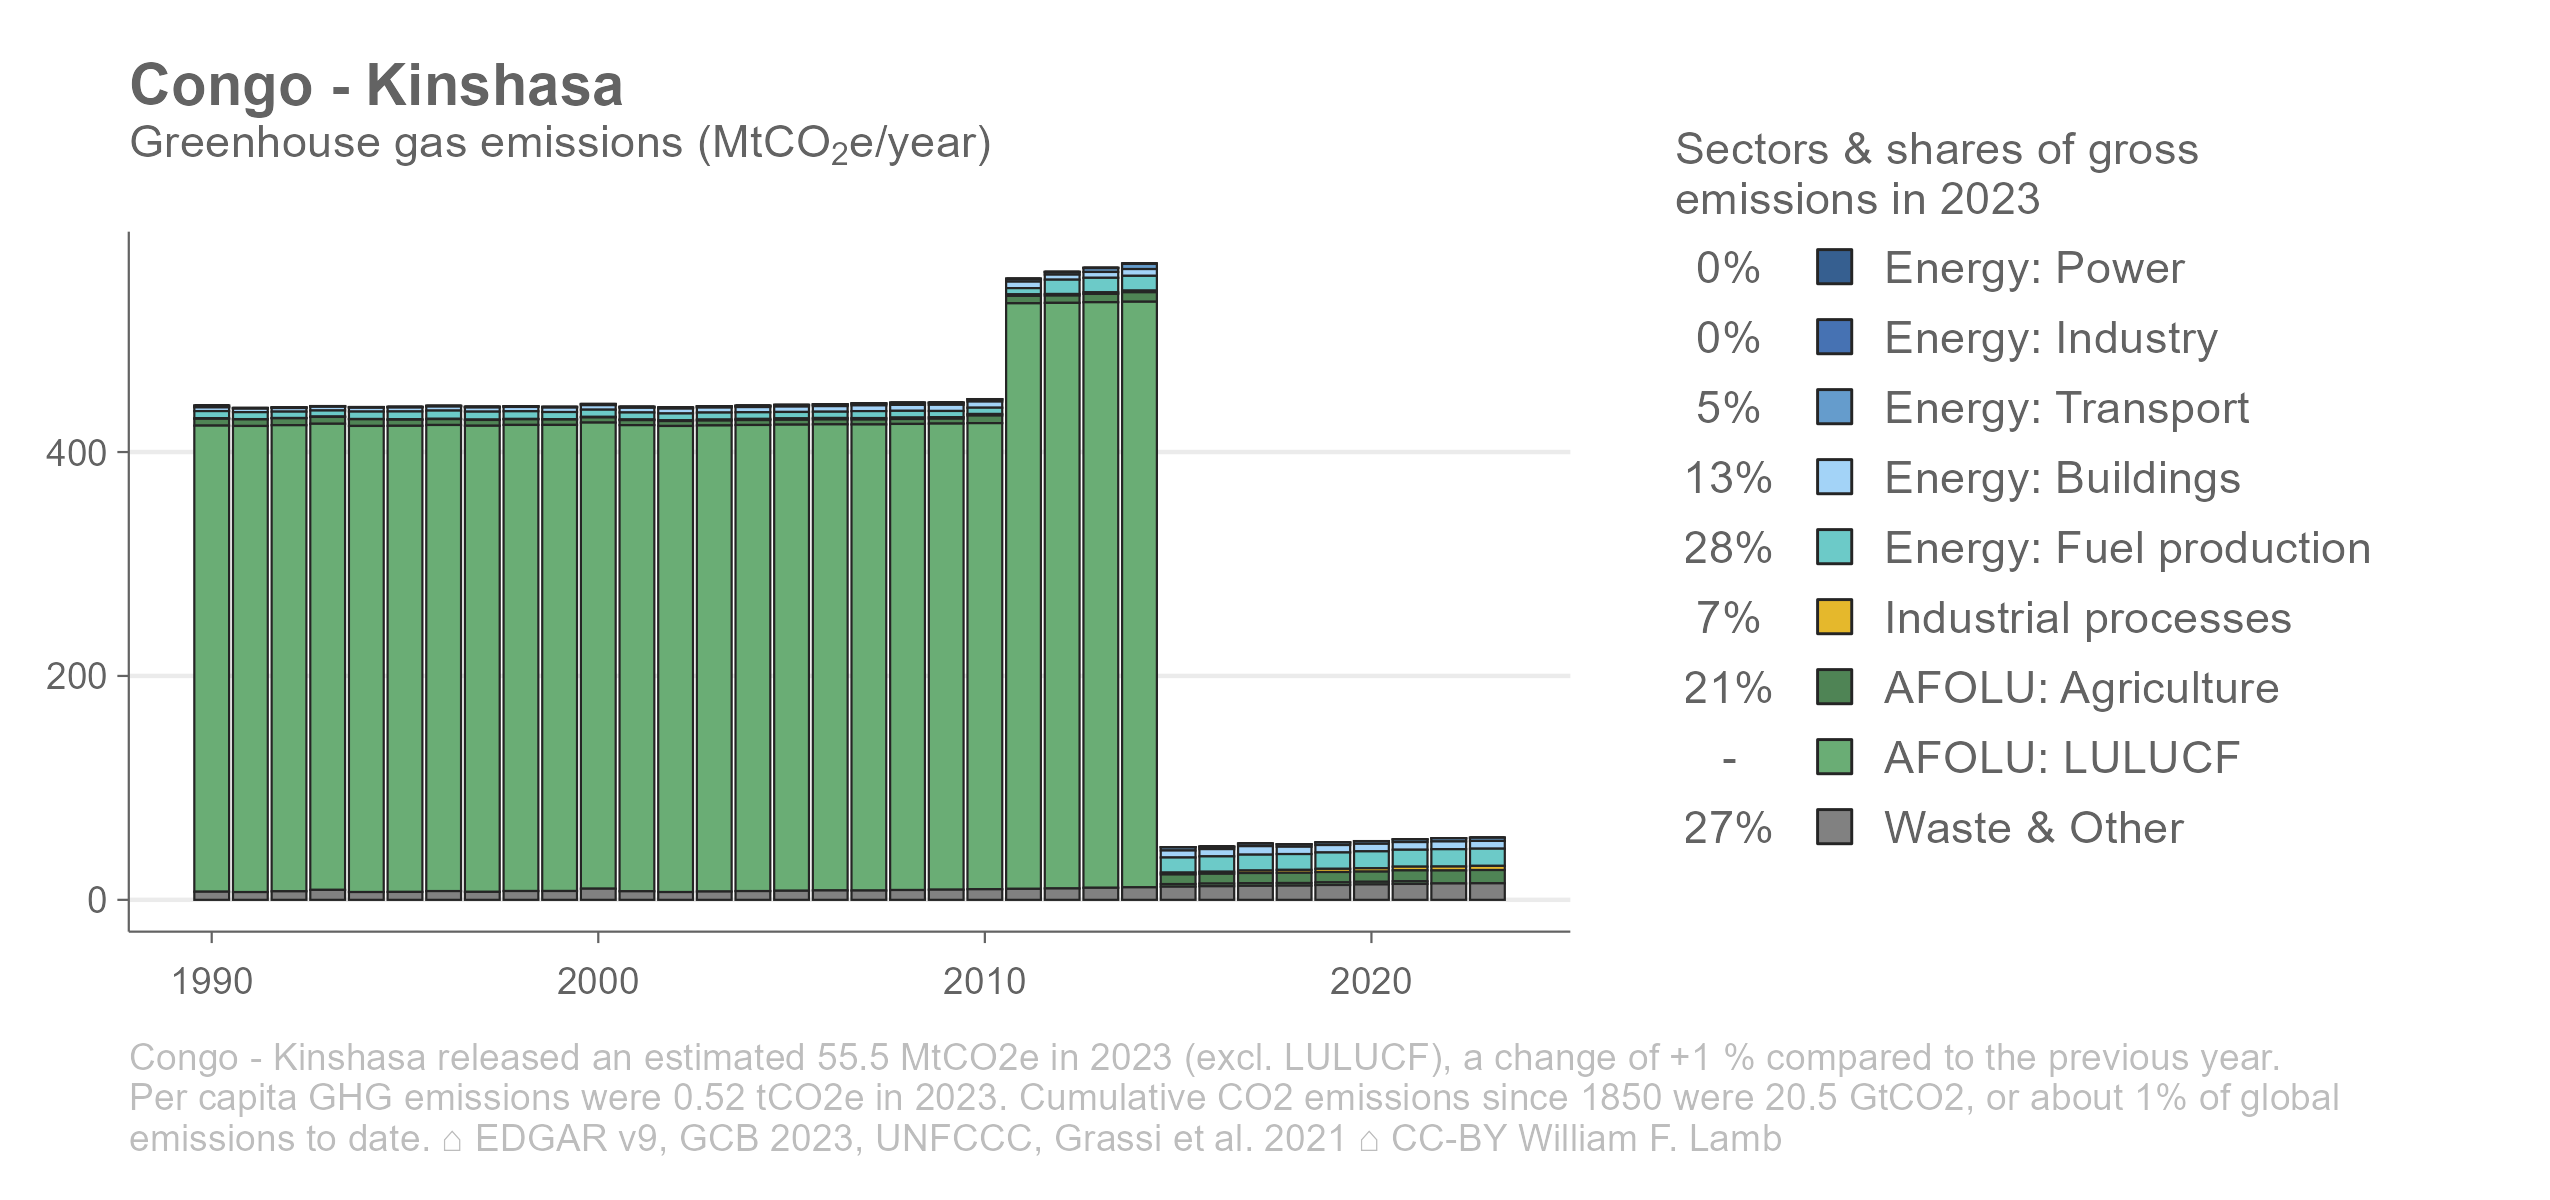 Congo - Kinshasa
Greenhouse gas emissions (MtCO₂e/year)
Sectors & shares of gross
emissions in 2023
0% Energy: Power
0% Energy: Industry
5% Energy: Transport
13% Energy: Buildings
28% Energy: Fuel production
7% Industrial processes
21% AFOLU: Agriculture
- AFOLU: LULUCF
27% Waste & Other
400
200
0
1990 2000 2010 2020
Congo - Kinshasa released an estimated 55.5 MtCO2e in 2023 (excl. LULUCF), a change of +1 % compared to the previous year.
Per capita GHG emissions were 0.52 tCO2e in 2023. Cumulative CO2 emissions since 1850 were 20.5 GtCO2, or about 1% of global
emissions to date. ⌂ EDGAR v9, GCB 2023, UNFCCC, Grassi et al. 2021 ⌂ CC-BY William F. Lamb